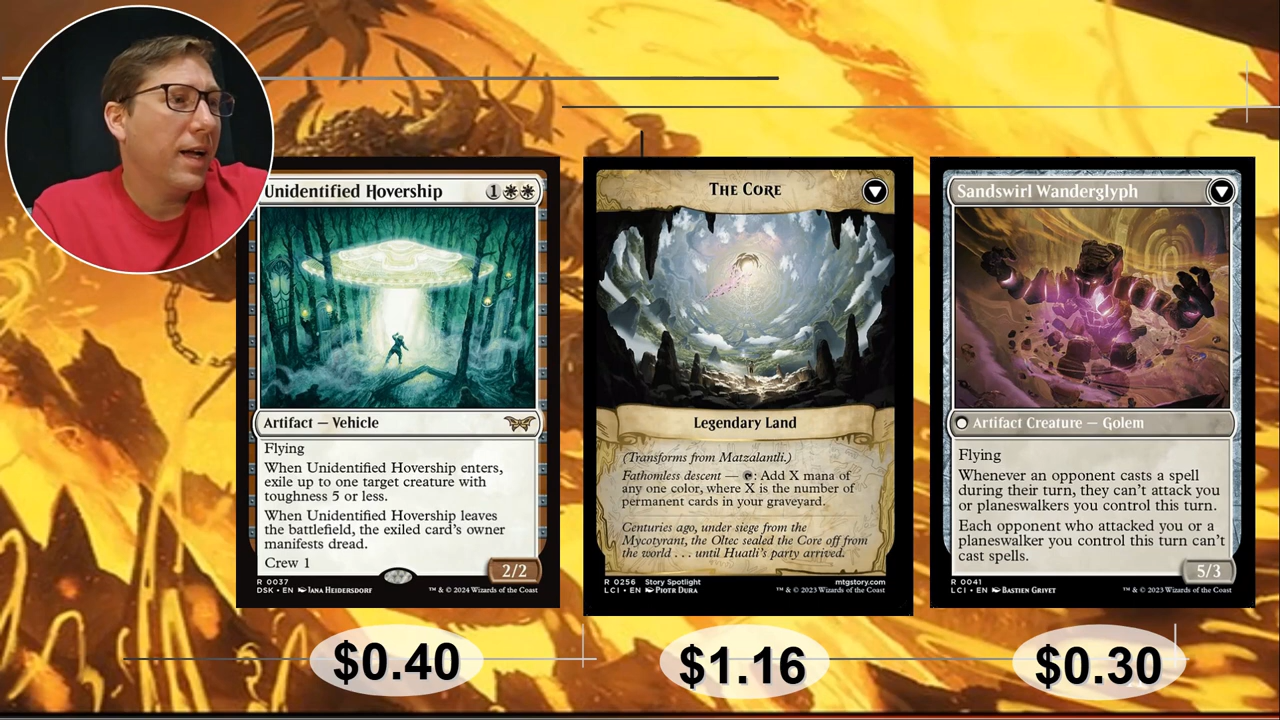 Unidentified Hovership 1
Artifact — Vehicle
Flying
When Unidentified Hovership enters,
exile up to one target creature with
toughness 5 or less.
When Unidentified Hovership leaves
the battlefield, the exiled card's owner
manifests dread.
Crew 1
2/2
R 0037
DSK • EN Iana Heidersdorf ™ & © 2024 Wizards of the Coast
$0.40
The Core
Legendary Land
(Transforms from Matzalantli.)
Fathomless descent — : Add X mana of
any one color, where X is the number of
permanent cards in your graveyard.
Centuries ago, under siege from the
Mycotyrant, the Oltec sealed the Core off from
the world . . . until Huatli's party arrived.
R 0256 Story Spotlight mtgstory.com
LCI • EN Piotr Dura ™ & © 2023 Wizards of the Coast
$1.16
Sandswirl Wanderglyph
Artifact Creature — Golem
Flying
Whenever an opponent casts a spell
during their turn, they can't attack you
or planeswalkers you control this turn.
Each opponent who attacked you or a
planeswalker you control this turn can't
cast spells.
5/3
R 0041
LCI • EN Bastien Grivet ™ & © 2023 Wizards of the Coast
$0.30